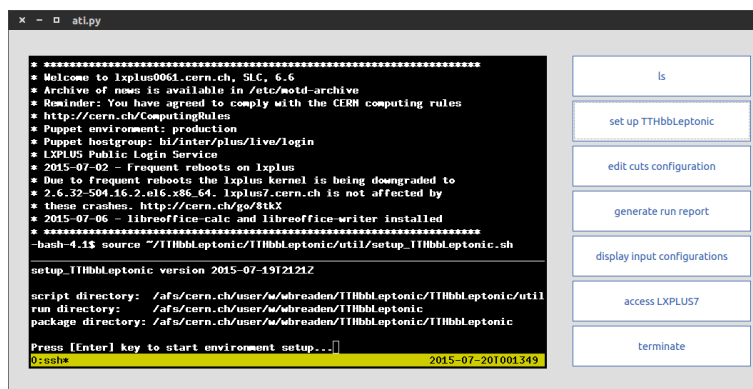 ati.py
* *********************************************************************
* Welcome to lxplus0061.cern.ch, SLC, 6.6
* Archive of news is available in /etc/motd-archive
* Reminder: You have agreed to comply with the CERN computing rules
* http://cern.ch/ComputingRules
* Puppet environment: production
* Puppet hostgroup: bi/inter/plus/live/login
* LXPLUS Public Login Service
* 2015-07-02 - Frequent reboots on lxplus
* Due to frequent reboots the lxplus kernel is being downgraded to
* 2.6.32-504.16.2.el6.x86_64. lxplus7.cern.ch is not affected by
* these crashes. http://cern.ch/go/8tkX
* 2015-07-06 - libreoffice-calc and libreoffice-writer installed
* *********************************************************************
-bash-4.1$ source ~/TTHbbLeptonic/TTHbbLeptonic/util/setup_TTHbbLeptonic.sh
setup_TTHbbLeptonic version 2015-07-19T2121Z
script directory: /afs/cern.ch/user/w/wbreaden/TTHbbLeptonic/TTHbbLeptonic/util
run directory: /afs/cern.ch/user/w/wbreaden/TTHbbLeptonic
package directory: /afs/cern.ch/user/w/wbreaden/TTHbbLeptonic/TTHbbLeptonic
Press [Enter] key to start environment setup...
0:ssh* 2015-07-20T001349
ls
set up TTHbbLeptonic
edit cuts configuration
generate run report
display input configurations
access LXPLUS7
terminate